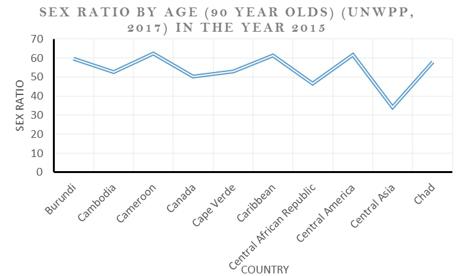 SEX RATIO BY AGE (90 YEAR OLDS) (UNWPP,
2017) IN THE YEAR 2015
70
60
50
40
30
20
10
0
SEX RATIO
Burundi
Cambodia
Cameroon
Canada
Cape Verde
Caribbean
Central African Republic
Central America
Central Asia
Chad
COUNTRY